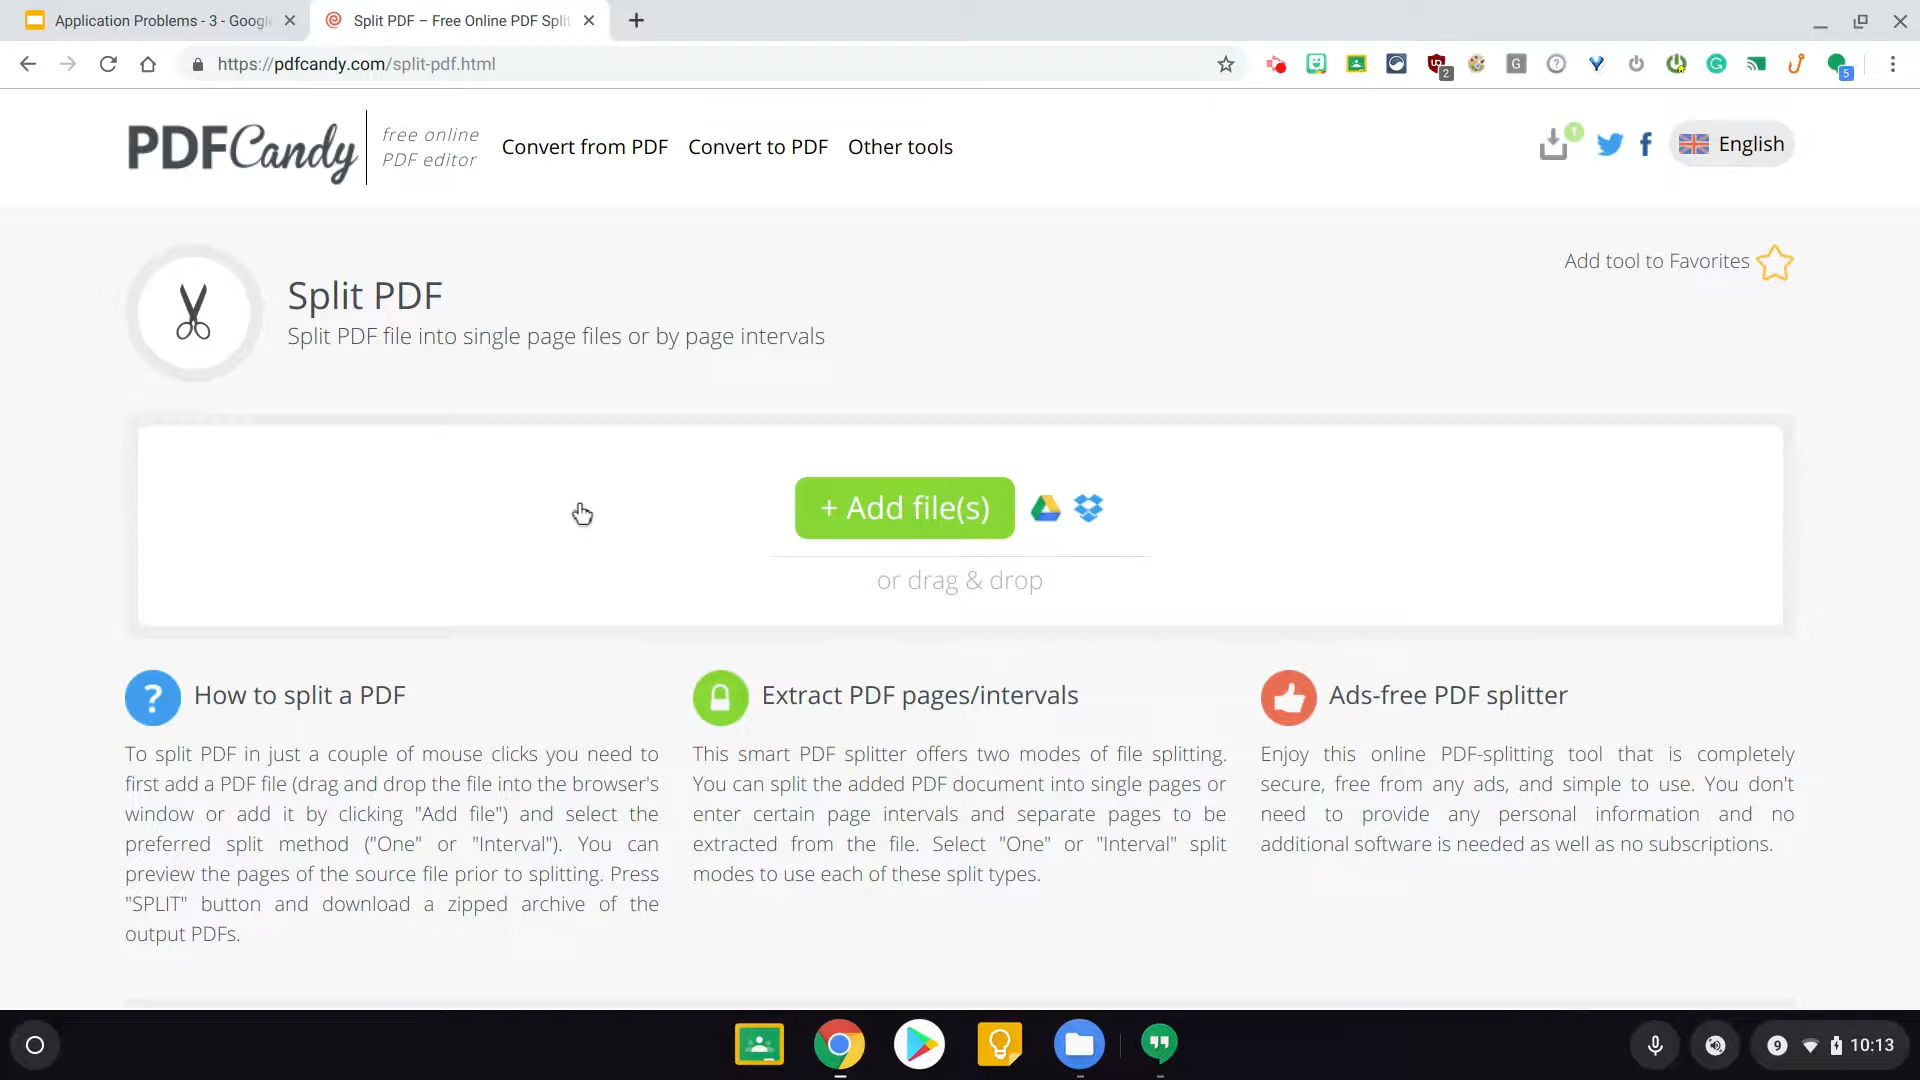 Application Problems - 3 - Googl
Split PDF – Free Online PDF Split
https://pdfcandy.com/split-pdf.html
2
G
5
PDFCandy
free online
PDF editor
Convert from PDF
Convert to PDF
Other tools
English
Split PDF
Split PDF file into single page files or by page intervals
Add tool to Favorites
+ Add file(s)
or drag & drop
How to split a PDF
To split PDF in just a couple of mouse clicks you need to
first add a PDF file (drag and drop the file into the browser's
window or add it by clicking "Add file") and select the
preferred split method ("One" or "Interval"). You can
preview the pages of the source file prior to splitting. Press
"SPLIT" button and download a zipped archive of the
output PDFs.
Extract PDF pages/intervals
This smart PDF splitter offers two modes of file splitting.
You can split the added PDF document into single pages or
enter certain page intervals and separate pages to be
extracted from the file. Select "One" or "Interval" split
modes to use each of these split types.
Ads-free PDF splitter
Enjoy this online PDF-splitting tool that is completely
secure, free from any ads, and simple to use. You don't
need to provide any personal information and no
additional software is needed as well as no subscriptions.
9
10:13